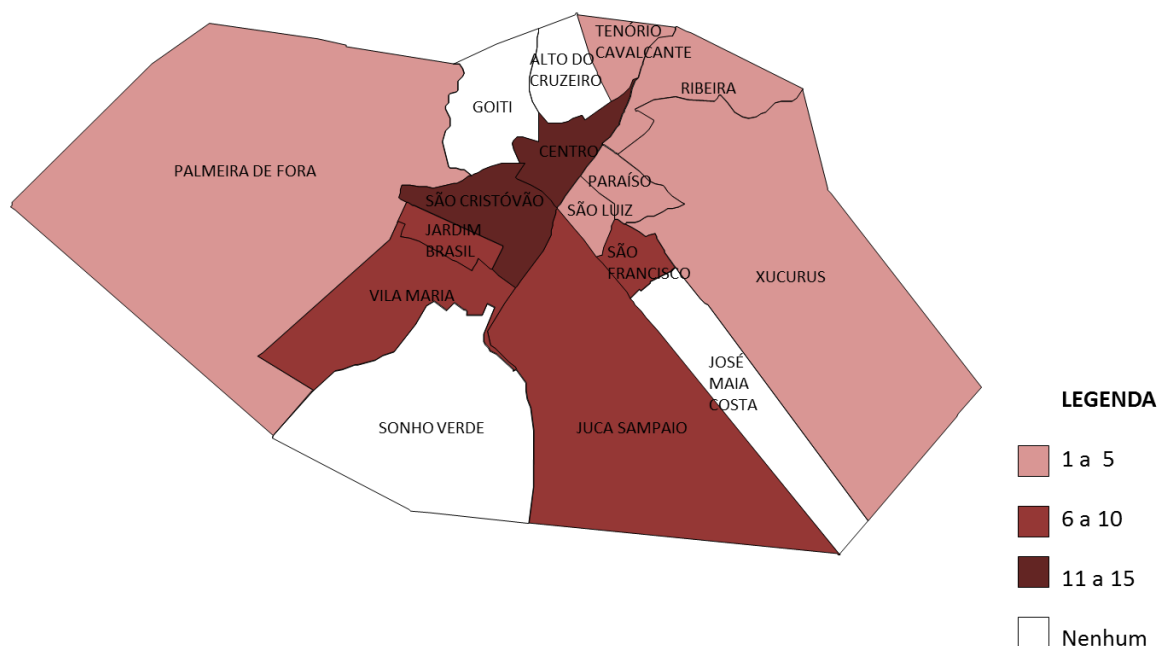 TENÓRIO
CAVALCANTE
ALTO DO
CRUZEIRO
RIBEIRA
GOITI
CENTRO
PALMEIRA DE FORA
PARAÍSO
SÃO CRISTÓVÃO
SÃO LUIZ
JARDIM
BRASIL
SÃO
FRANCISCO
XUCURUS
VILA MARIA
JOSÉ
MAIA
COSTA
SONHO VERDE
JUCA SAMPAIO
LEGENDA
1 a 5
6 a 10
11 a 15
Nenhum